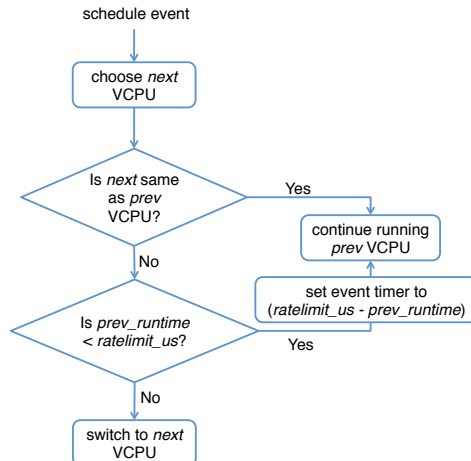 schedule event
choose next
VCPU
Is next same
as prev
VCPU?
Yes
continue running
prev VCPU
No
set event timer to
(ratelimit_us - prev_runtime)
Is prev_runtime
< ratelimit_us?
Yes
No
switch to next
VCPU